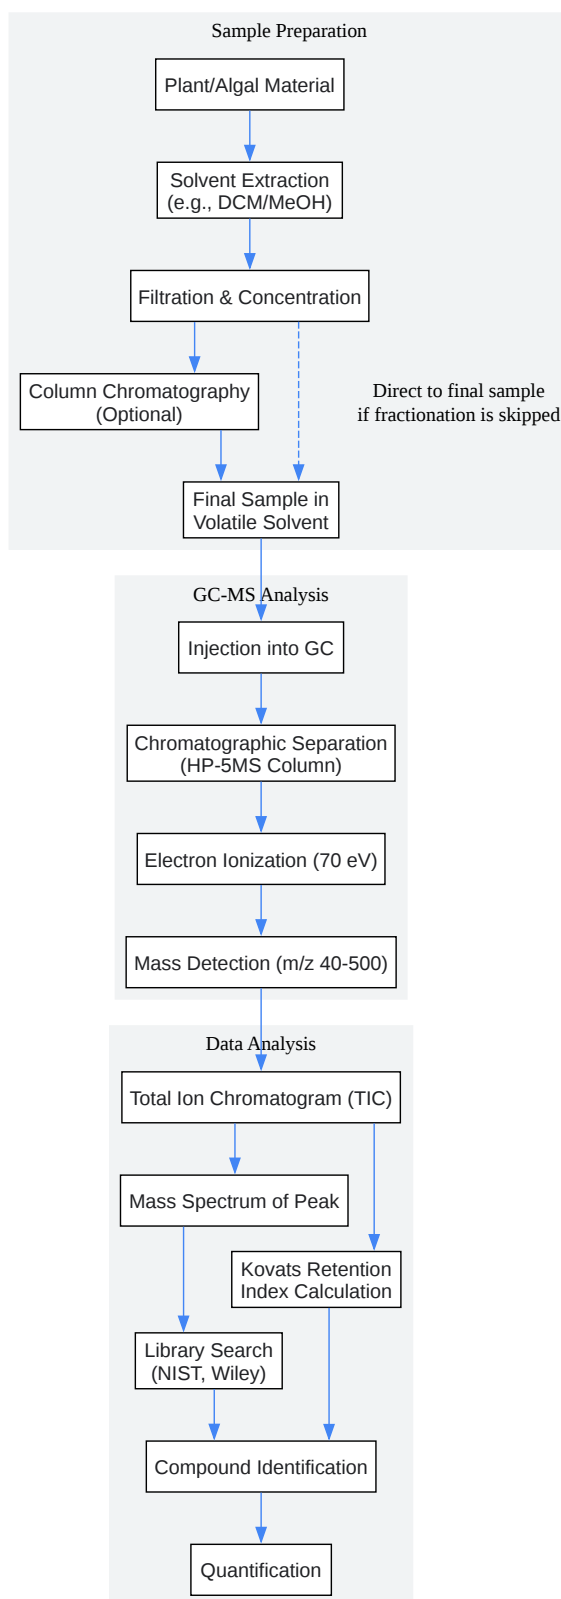 Sample Preparation
Plant/Algal Material
Solvent Extraction
(e.g., DCM/MeOH)
Filtration & Concentration
Column Chromatography
(Optional)
Direct to final sample
if fractionation is skipped
Final Sample in
Volatile Solvent
GC-MS Analysis
Injection into GC
Chromatographic Separation
(HP-5MS Column)
Electron Ionization (70 eV)
Mass Detection (m/z 40-500)
Data Analysis
Total Ion Chromatogram (TIC)
Mass Spectrum of Peak
Kovats Retention
Index Calculation
Library Search
(NIST, Wiley)
Compound Identification
Quantification